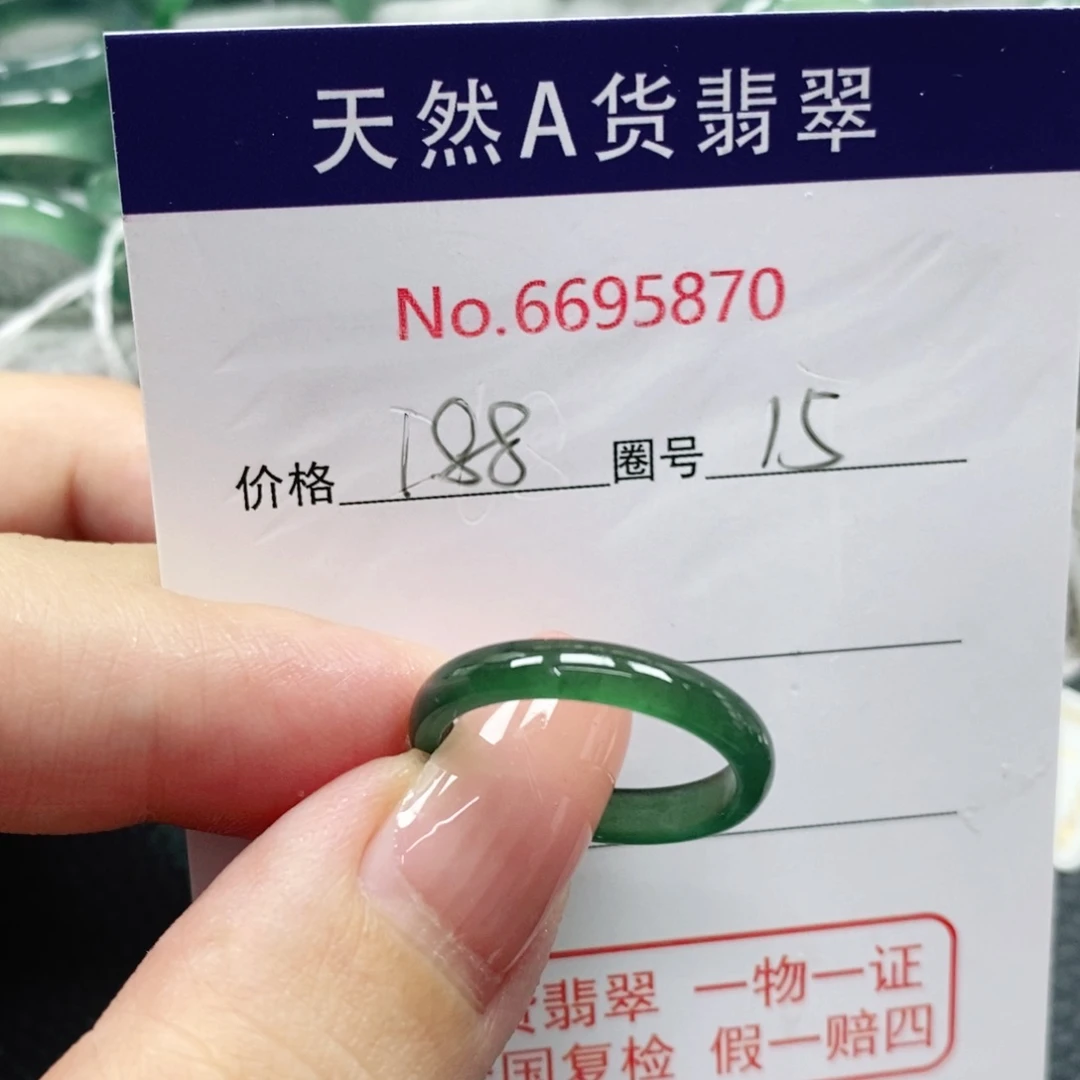 天然A货翡翠
No.6695870
价格 188 圈号 15
货翡翠 一物一证
国复检 假一赔四